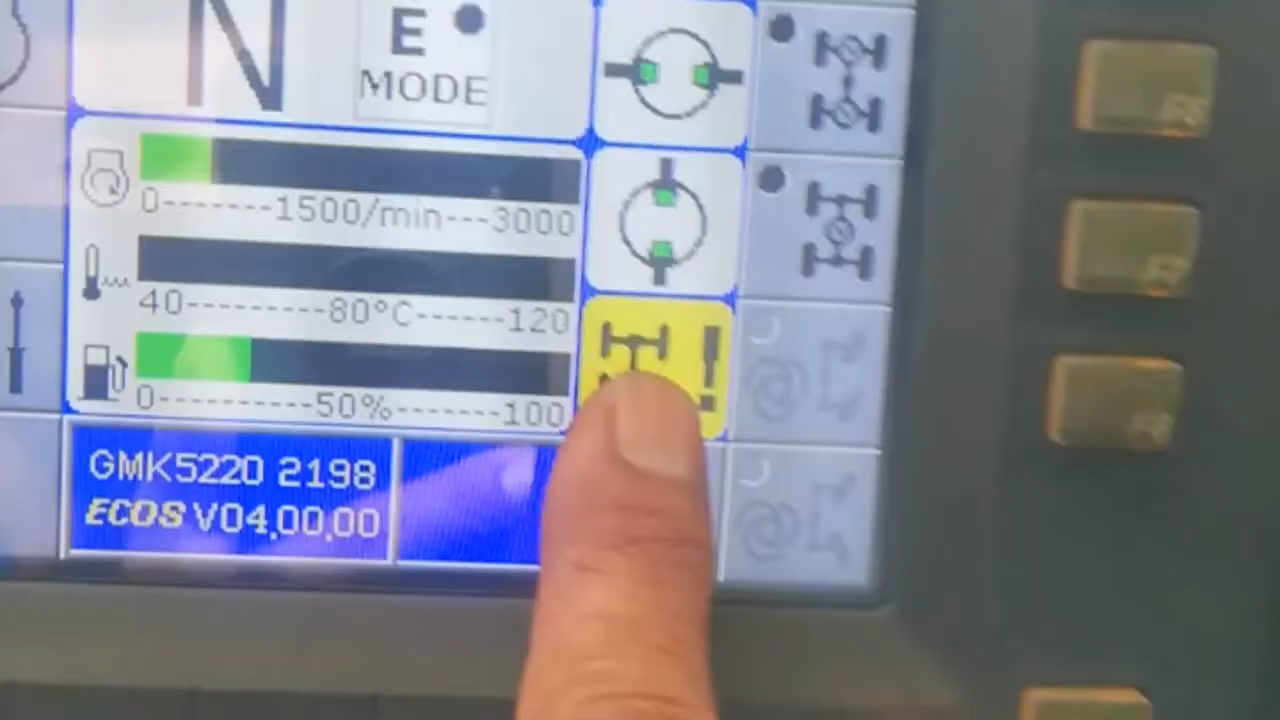 N
E
MODE
0-------1500/min---3000
40---------80°C------120
0----------50%-------100
GMK5220 2198
ECOS V04.00.00